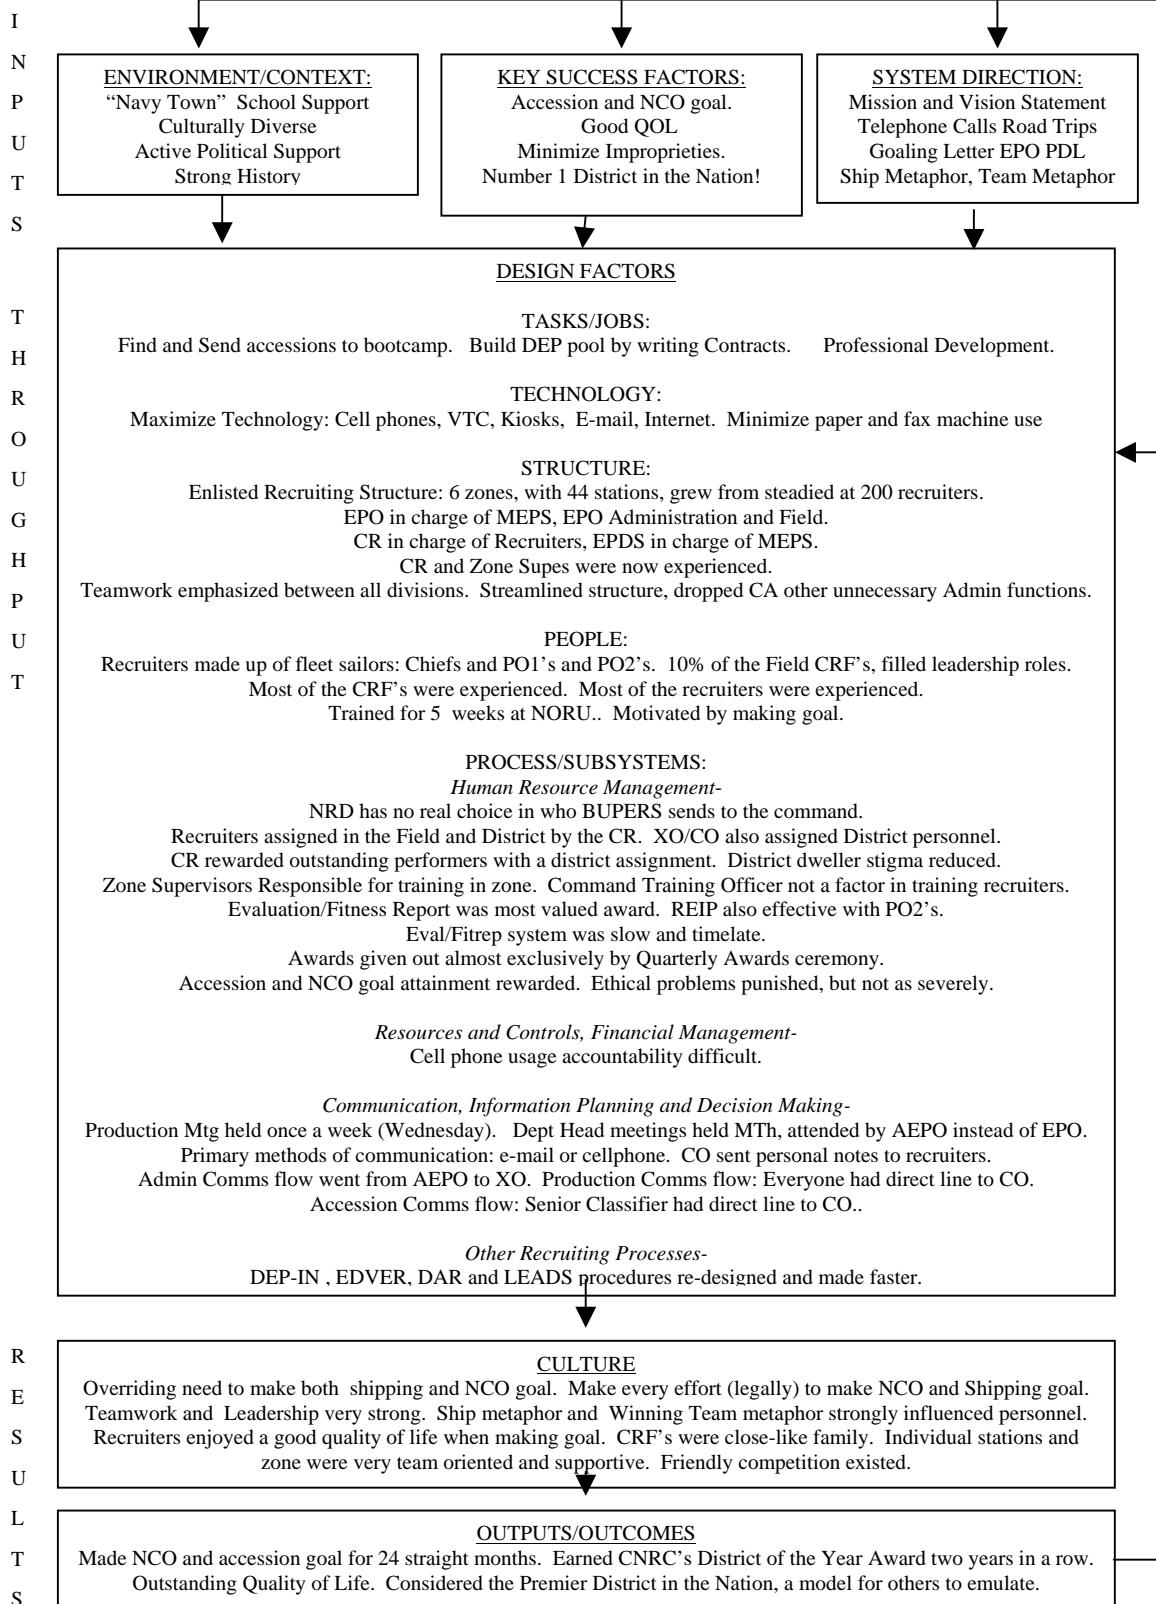 INPUTS
ENVIRONMENT/CONTEXT:
“Navy Town”  School Support
Culturally Diverse
Active Political Support
Strong History
KEY SUCCESS FACTORS:
Accession and NCO goal.
Good QOL
Minimize Improprieties.
Number 1 District in the Nation!
SYSTEM DIRECTION:
Mission and Vision Statement
Telephone Calls Road Trips
Goaling Letter EPO PDL
Ship Metaphor, Team Metaphor
THROUGHPUT
DESIGN FACTORS
TASKS/JOBS:
Find and Send accessions to bootcamp.   Build DEP pool by writing Contracts.      Professional Development.
TECHNOLOGY:
Maximize Technology: Cell phones, VTC, Kiosks,  E-mail, Internet.  Minimize paper and fax machine use
STRUCTURE:
Enlisted Recruiting Structure: 6 zones, with 44 stations, grew from steadied at 200 recruiters.
EPO in charge of MEPS, EPO Administration and Field.
CR in charge of Recruiters, EPDS in charge of MEPS.
CR and Zone Supes were now experienced.
Teamwork emphasized between all divisions.  Streamlined structure, dropped CA other unnecessary Admin functions.
PEOPLE:
Recruiters made up of fleet sailors: Chiefs and PO1's and PO2's.  10% of the Field CRF's, filled leadership roles.
Most of the CRF's were experienced.  Most of the recruiters were experienced.
Trained for 5  weeks at NORU..  Motivated by making goal.
PROCESS/SUBSYSTEMS:
Human Resource Management-
NRD has no real choice in who BUPERS sends to the command.
Recruiters assigned in the Field and District by the CR.  XO/CO also assigned District personnel.
CR rewarded outstanding performers with a district assignment.  District dweller stigma reduced.
Zone Supervisors Responsible for training in zone.  Command Training Officer not a factor in training recruiters.
Evaluation/Fitness Report was most valued award.  REIP also effective with PO2's.
Eval/Fitrep system was slow and timelate.
Awards given out almost exclusively by Quarterly Awards ceremony.
Accession and NCO goal attainment rewarded.  Ethical problems punished, but not as severely.
Resources and Controls, Financial Management-
Cell phone usage accountability difficult.
Communication, Information Planning and Decision Making-
Production Mtg held once a week (Wednesday).   Dept Head meetings held MTh, attended by AEPO instead of EPO.
Primary methods of communication: e-mail or cellphone.  CO sent personal notes to recruiters.
Admin Comms flow went from AEPO to XO.  Production Comms flow: Everyone had direct line to CO.
Accession Comms flow: Senior Classifier had direct line to CO..
Other Recruiting Processes-
DEP-IN , EDVER, DAR and LEADS procedures re-designed and made faster.
RESULTS
CULTURE
Overriding need to make both  shipping and NCO goal.  Make every effort (legally) to make NCO and Shipping goal.
Teamwork and  Leadership very strong.  Ship metaphor and  Winning Team metaphor strongly influenced personnel.
Recruiters enjoyed a good quality of life when making goal.  CRF's were close-like family.  Individual stations and
zone were very team oriented and supportive.  Friendly competition existed.
OUTPUTS/OUTCOMES
Made NCO and accession goal for 24 straight months.  Earned CNRC's District of the Year Award two years in a row.
Outstanding Quality of Life.  Considered the Premier District in the Nation, a model for others to emulate.